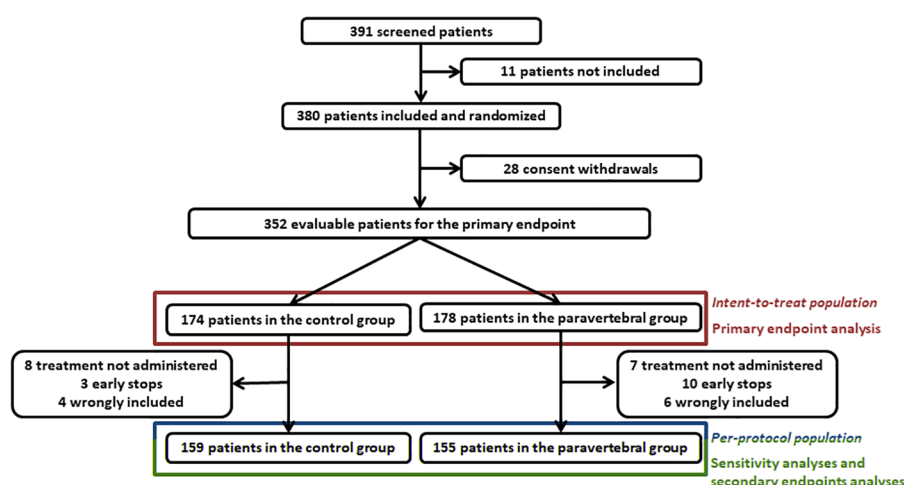 391 screened patients
11 patients not included
380 patients included and randomized
28 consent withdrawals
352 evaluable patients for the primary endpoint
Intent-to-treat population
174 patients in the control group
178 patients in the paravertebral group
Primary endpoint analysis
8 treatment not administered
3 early stops
4 wrongly included
7 treatment not administered
10 early stops
6 wrongly included
Per-protocol population
159 patients in the control group
155 patients in the paravertebral group
Sensitivity analyses and
secondary endpoints analyses